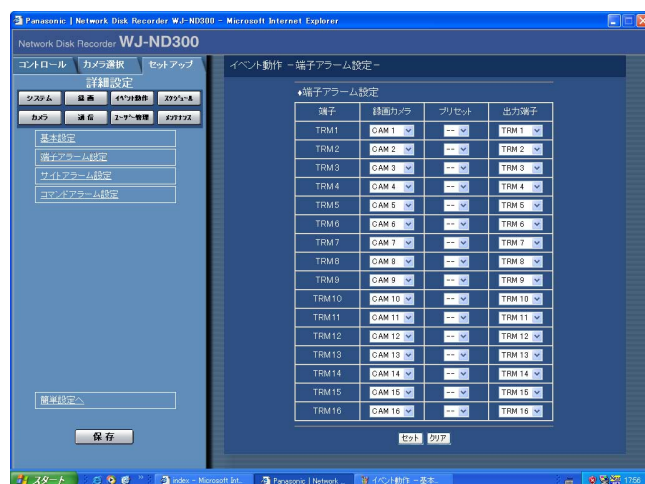 Panasonic | Network Disk Recorder WJ-ND300 - Microsoft Internet Explorer
Network Disk Recorder WJ-ND300
コントロール カメラ選択 セットアップ
詳細設定
システム 録画 イベント動作 スケジュール
カメラ 通信 ユーザー管理 メンテナンス
基本設定
端子アラーム設定
サイトアラーム設定
コマンドアラーム設定
簡単設定へ
保存
イベント動作 -端子アラーム設定-
♦端子アラーム設定
端子 録画カメラ プリセット 出力端子
TRM1 CAM 1 -- TRM 1
TRM2 CAM 2 -- TRM 2
TRM3 CAM 3 -- TRM 3
TRM4 CAM 4 -- TRM 4
TRM5 CAM 5 -- TRM 5
TRM6 CAM 6 -- TRM 6
TRM7 CAM 7 -- TRM 7
TRM8 CAM 8 -- TRM 8
TRM9 CAM 9 -- TRM 9
TRM10 CAM 10 -- TRM 10
TRM11 CAM 11 -- TRM 11
TRM12 CAM 12 -- TRM 12
TRM13 CAM 13 -- TRM 13
TRM14 CAM 14 -- TRM 14
TRM15 CAM 15 -- TRM 15
TRM16 CAM 16 -- TRM 16
セット クリア
スタート index - Microsoft Int... Panasonic | Network ... イベント動作 -基本... 17:56